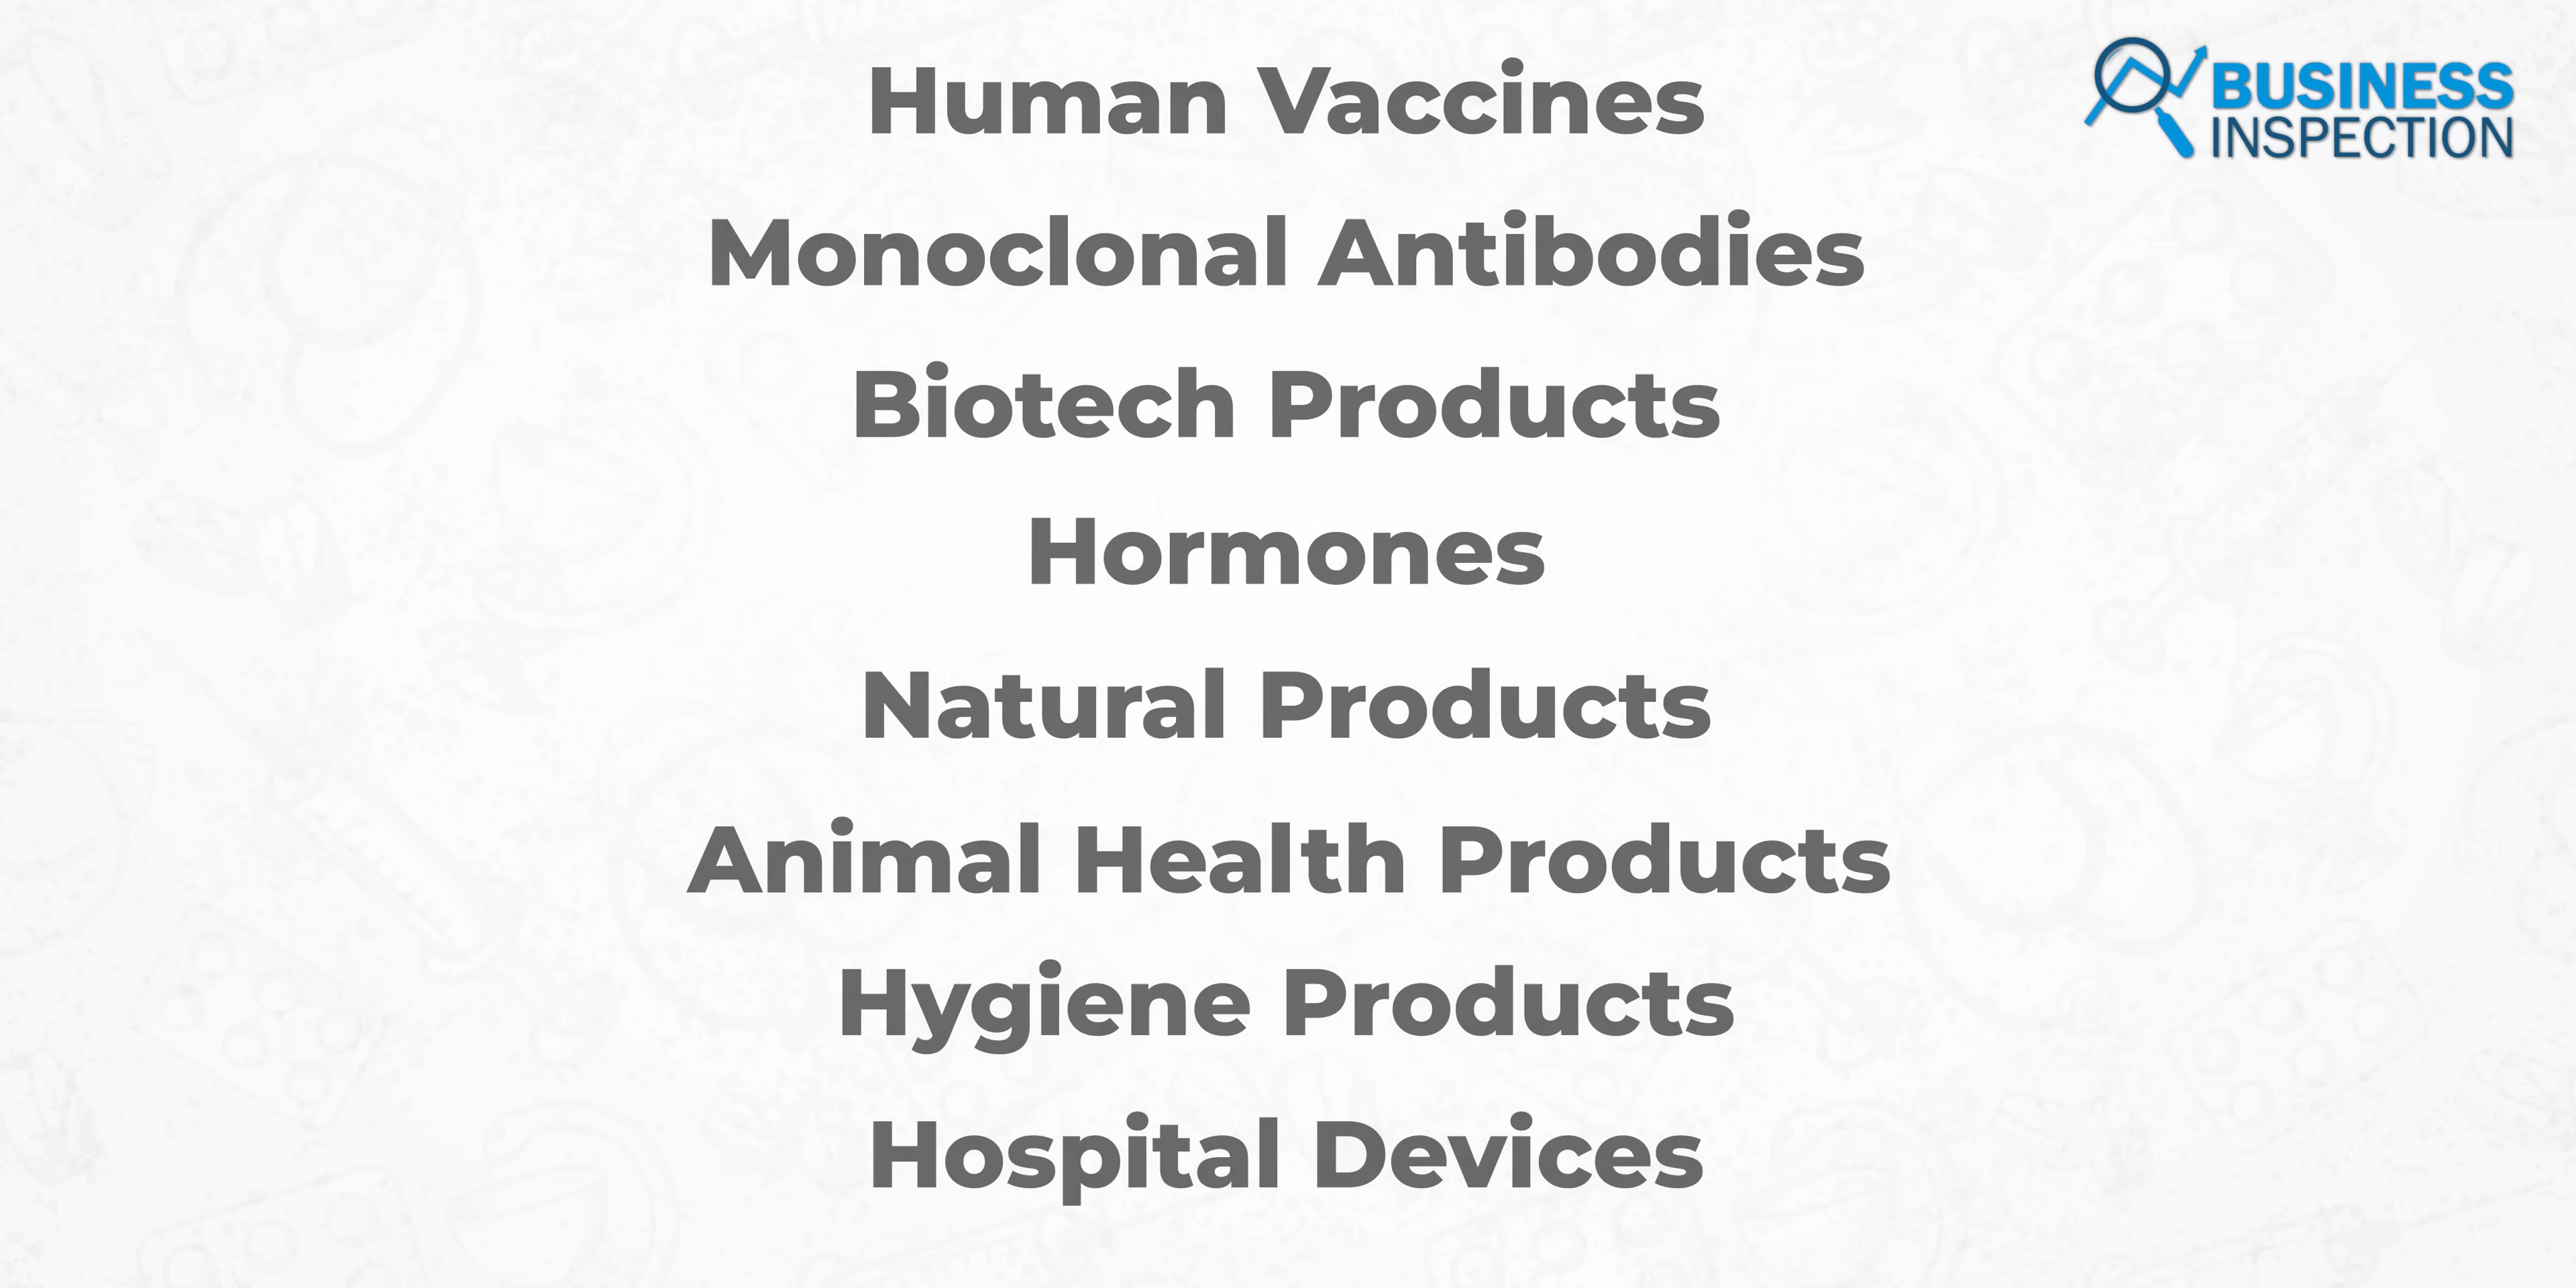 Human Vaccines
BUSINESS
INSPECTION
Monoclonal Antibodies
Biotech Products
Hormones
Natural Products
Animal Health Products
Hygiene Products
Hospital Devices